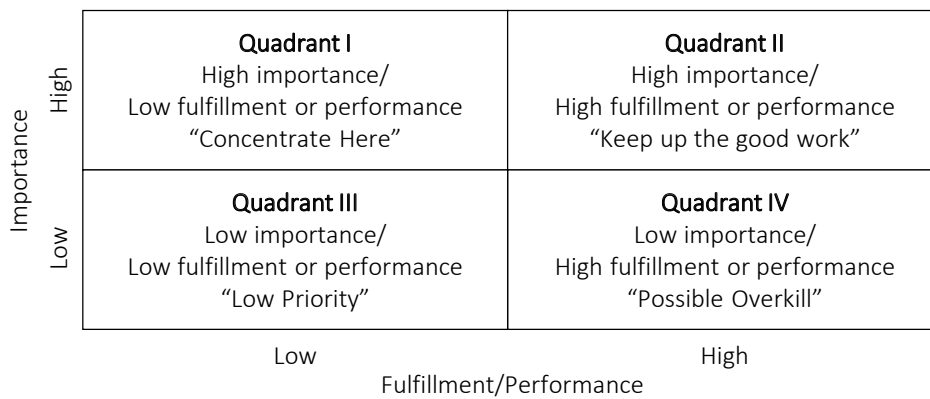 Quadrant I
High importance/
Low fulfillment or performance
“Concentrate Here”
Quadrant II
High importance/
High fulfillment or performance
“Keep up the good work”
Quadrant III
Low importance/
Low fulfillment or performance
“Low Priority”
Quadrant IV
Low importance/
High fulfillment or performance
“Possible Overkill”
Importance
High
Low
Low
High
Fulfillment/Performance